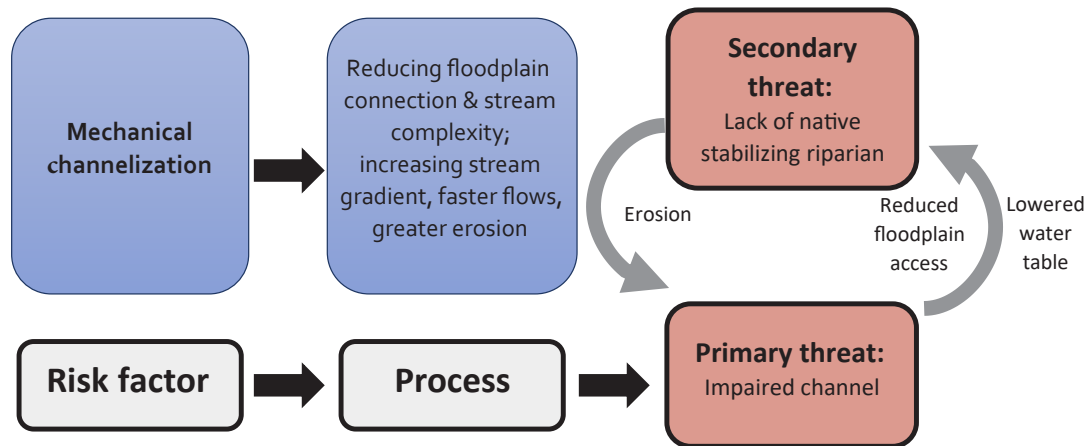 Mechanical
channelization
Reducing floodplain
connection & stream
complexity;
increasing stream
gradient, faster flows,
greater erosion
Secondary
threat:
Lack of native
stabilizing riparian
Erosion
Reduced
floodplain
access
Lowered
water
table
Risk factor
Process
Primary threat:
Impaired channel